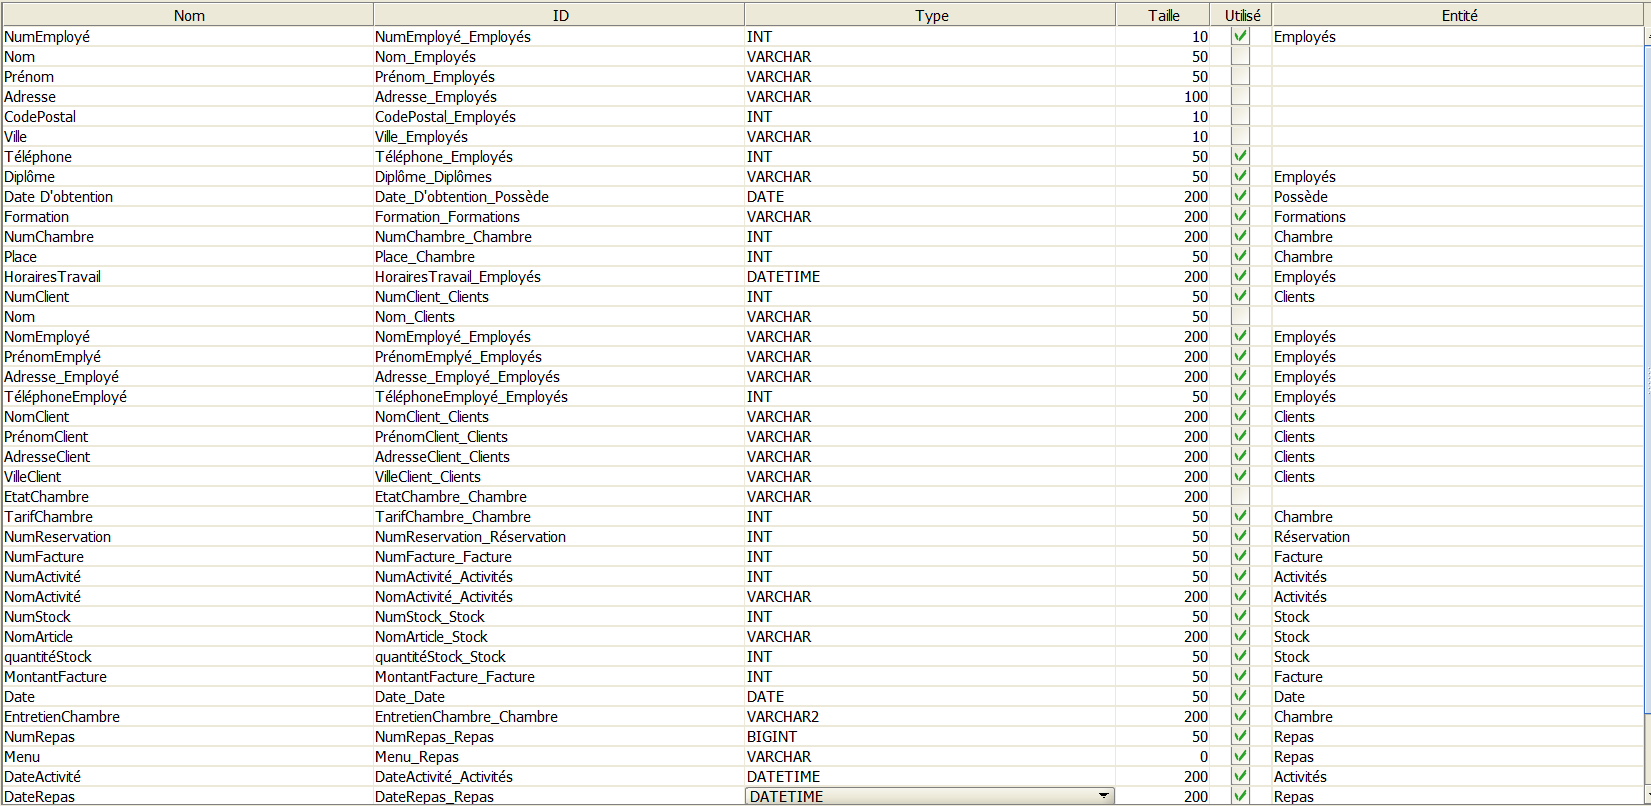 Nom ID Type Taille Utilisé Entité
NumEmployé NumEmployé_Employés INT 10 Employés
Nom Nom_Employés VARCHAR 50
Prénom Prénom_Employés VARCHAR 50
Adresse Adresse_Employés VARCHAR 100
CodePostal CodePostal_Employés INT 10
Ville Ville_Employés VARCHAR 10
Téléphone Téléphone_Employés INT 50
Diplôme Diplôme_Diplômes VARCHAR 50 Employés
Date D'obtention Date_D'obtention_Possède DATE 200 Possède
Formation Formation_Formations VARCHAR 200 Formations
NumChambre NumChambre_Chambre INT 200 Chambre
Place Place_Chambre INT 50 Chambre
HorairesTravail HorairesTravail_Employés DATETIME 200 Employés
NumClient NumClient_Clients INT 50 Clients
Nom Nom_Clients VARCHAR 50
NomEmployé NomEmployé_Employés VARCHAR 200 Employés
PrénomEmplyé PrénomEmplyé_Employés VARCHAR 200 Employés
Adresse_Employé Adresse_Employé_Employés VARCHAR 200 Employés
TéléphoneEmployé TéléphoneEmployé_Employés INT 50 Employés
NomClient NomClient_Clients VARCHAR 200 Clients
PrénomClient PrénomClient_Clients VARCHAR 200 Clients
AdresseClient AdresseClient_Clients VARCHAR 200 Clients
VilleClient VilleClient_Clients VARCHAR 200 Clients
EtatChambre EtatChambre_Chambre VARCHAR 200
TarifChambre TarifChambre_Chambre INT 50 Chambre
NumReservation NumReservation_Réservation INT 50 Réservation
NumFacture NumFacture_Facture INT 50 Facture
NumActivité NumActivité_Activités INT 50 Activités
NomActivité NomActivité_Activités VARCHAR 200 Activités
NumStock NumStock_Stock INT 50 Stock
NomArticle NomArticle_Stock VARCHAR 200 Stock
quantitéStock quantitéStock_Stock INT 50 Stock
MontantFacture MontantFacture_Facture INT 50 Facture
Date Date_Date DATE 50 Date
EntretienChambre EntretienChambre_Chambre VARCHAR2 200 Chambre
NumRepas NumRepas_Repas BIGINT 50 Repas
Menu Menu_Repas VARCHAR 0 Repas
DateActivité DateActivité_Activités DATETIME 200 Activités
DateRepas DateRepas_Repas DATETIME 200 Repas